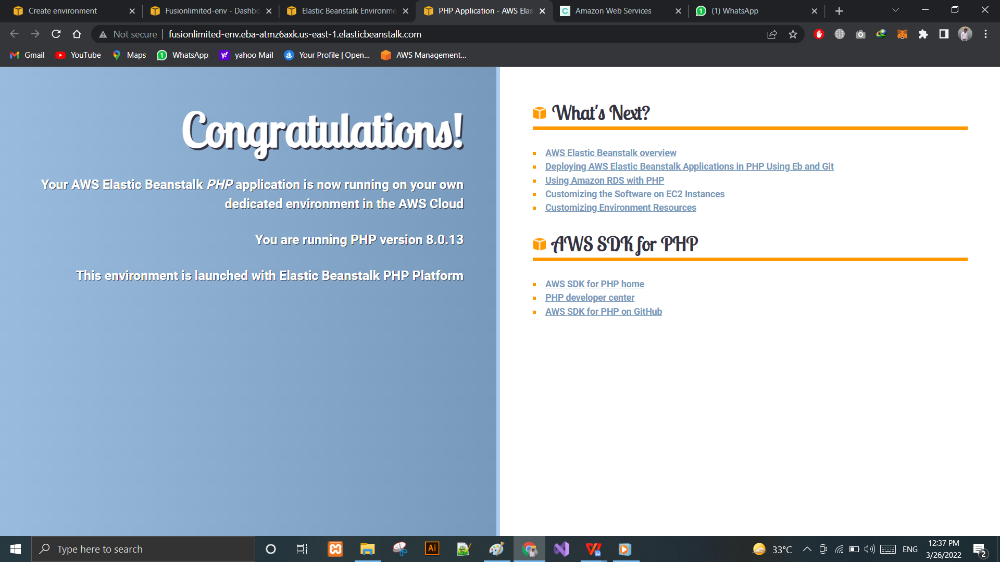 Create environment
Fusionlimited-env - Dashbo
Elastic Beanstalk Environme
PHP Application - AWS Elas
Amazon Web Services
(1) WhatsApp
Not secure
fusionlimited-env.eba-atmz6axk.us-east-1.elasticbeanstalk.com
Gmail
YouTube
Maps
WhatsApp
yahoo Mail
Your Profile | Open...
AWS Management...
Congratulations!
Your AWS Elastic Beanstalk PHP application is now running on your own
dedicated environment in the AWS Cloud
You are running PHP version 8.0.13
This environment is launched with Elastic Beanstalk PHP Platform
What's Next?
AWS Elastic Beanstalk overview
Deploying AWS Elastic Beanstalk Applications in PHP Using Eb and Git
Using Amazon RDS with PHP
Customizing the Software on EC2 Instances
Customizing Environment Resources
AWS SDK for PHP
AWS SDK for PHP home
PHP developer center
AWS SDK for PHP on GitHub
Type here to search
Ai
33°C
ENG
12:37 PM
3/26/2022
2